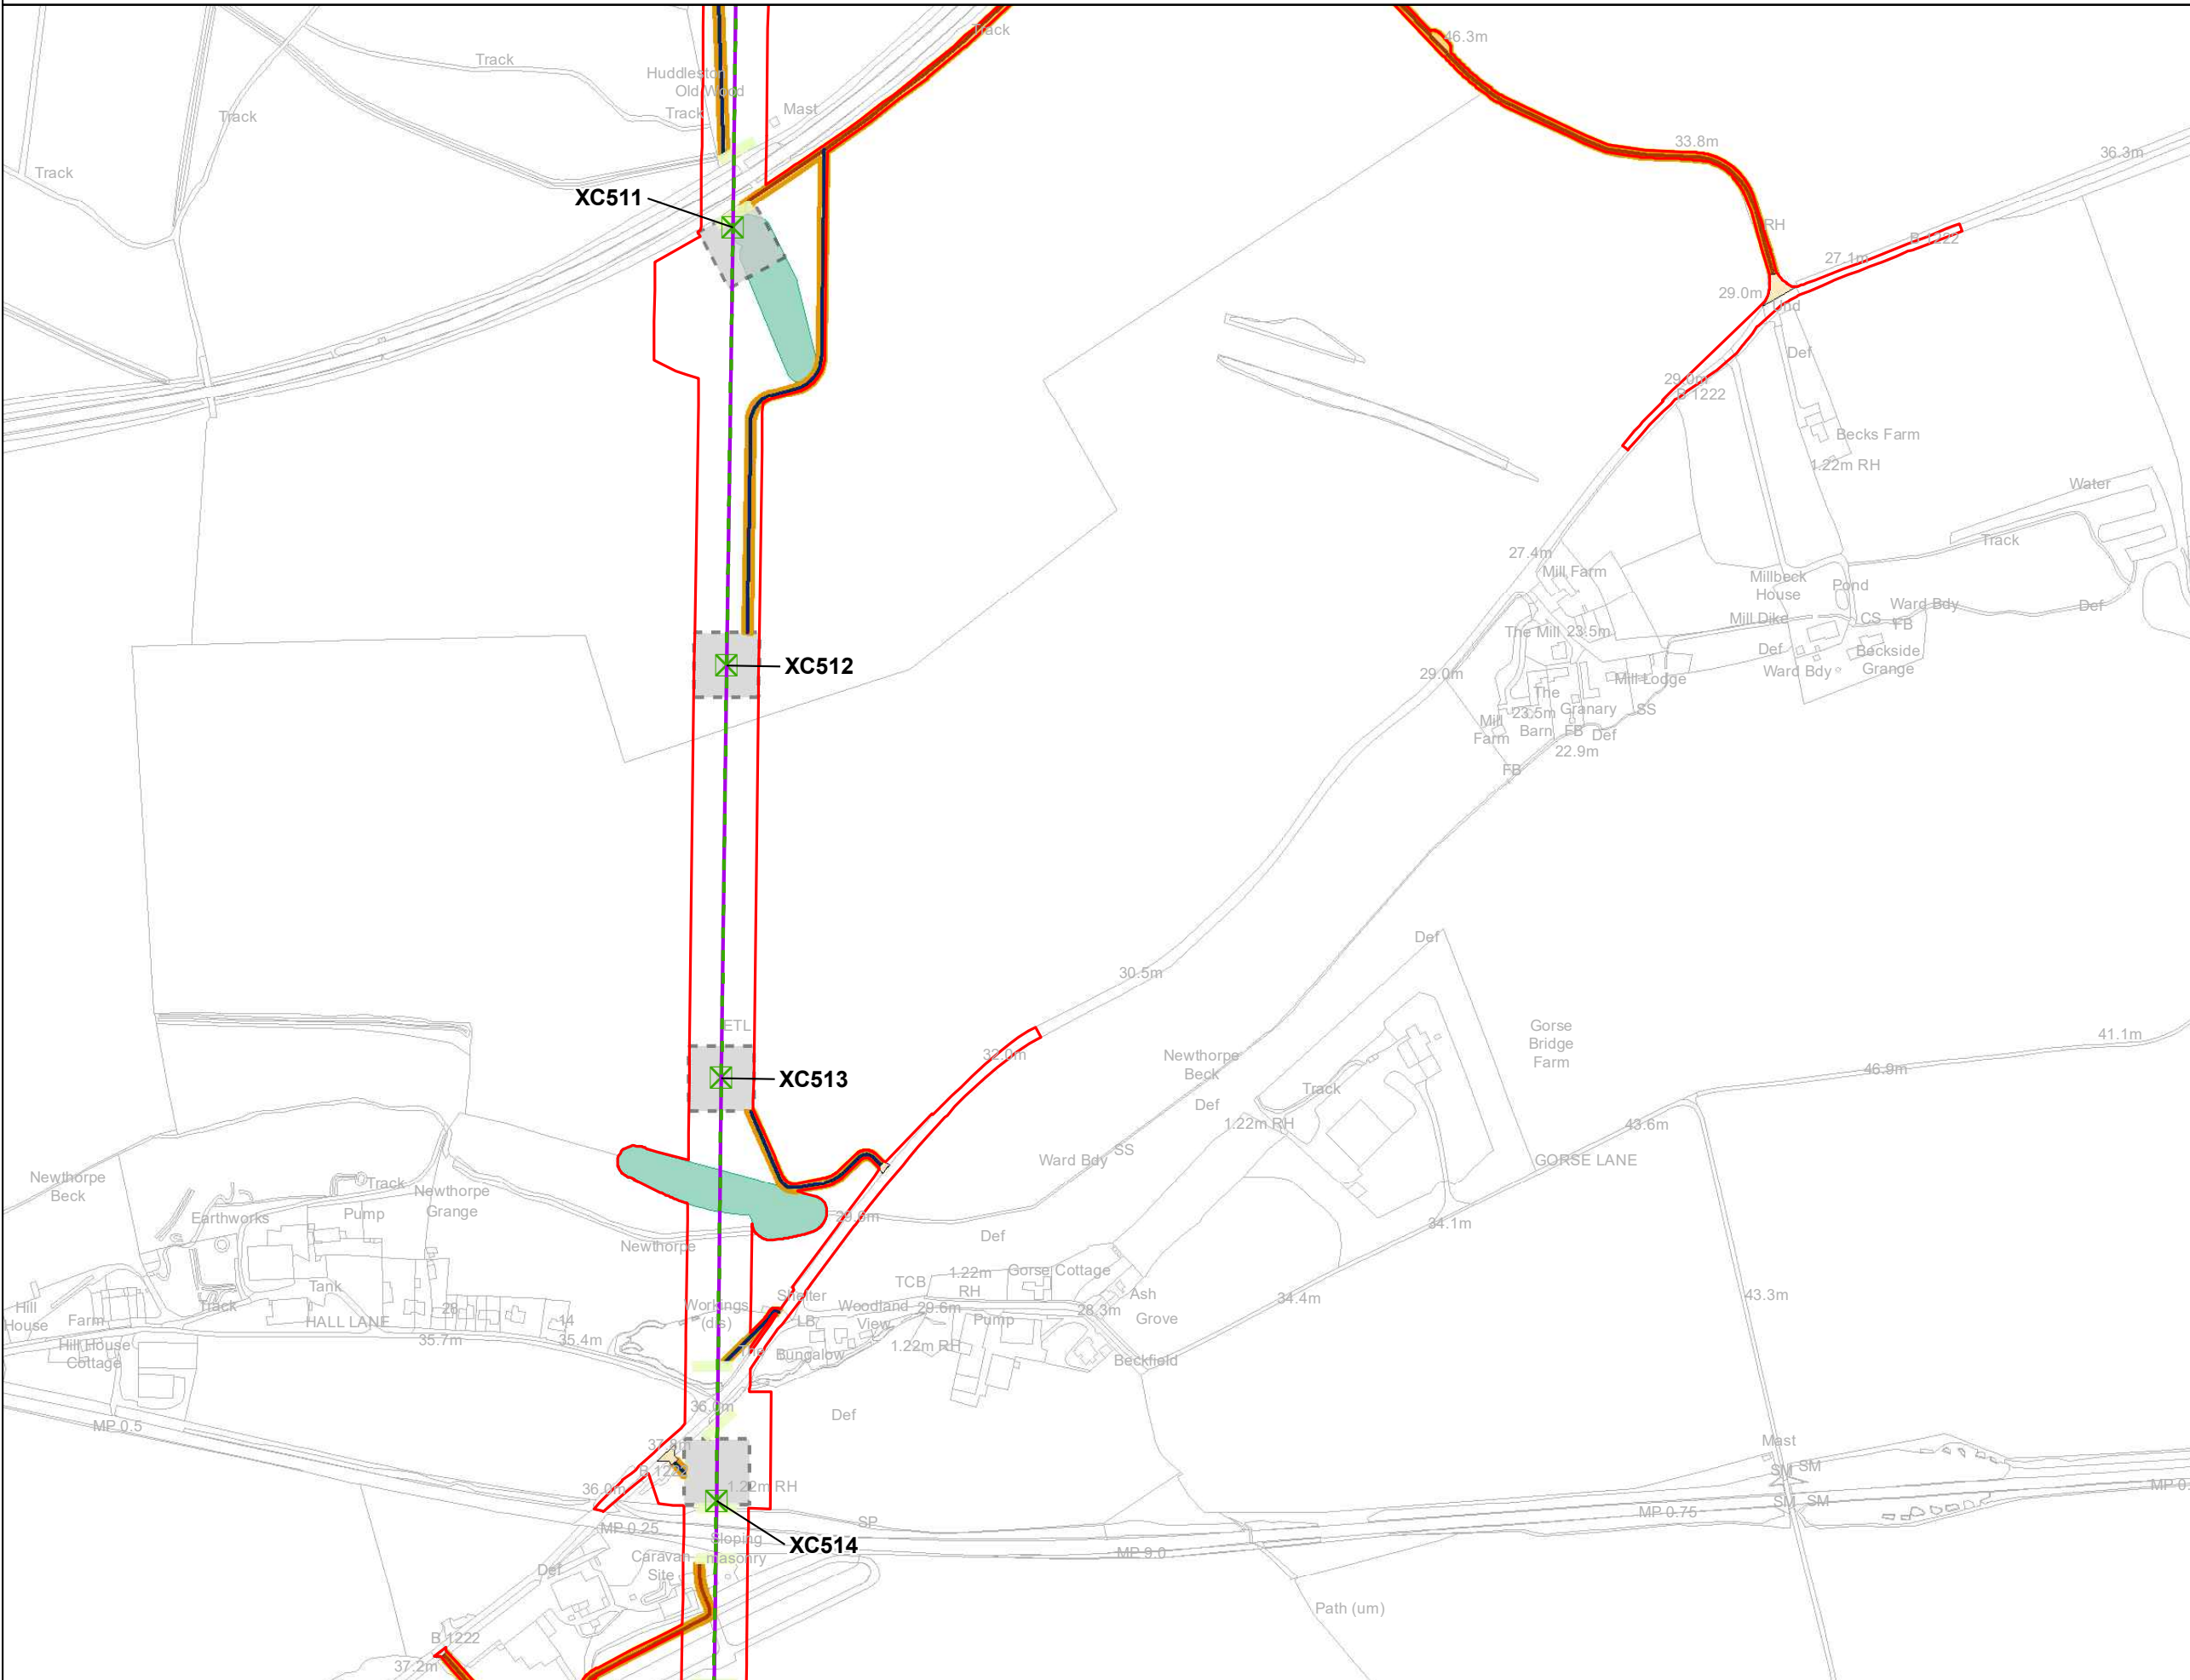 Track
46.3m
Track
Huddleston
Old Wood
Mast
Track
Track
33.8m
36.3m
Track
XC511
RH
B 1222
27.1m
29.0m
Und
Def
29.0m
B 1222
Becks Farm
1.22m RH
Water
Track
27.4m
Mill Farm
Millbeck
House
Pond
Ward Bdy
Def
Mill Dike
CS
FB
The Mill
23.5m
Def
Beckside
Grange
Ward Bdy
XC512
29.0m
Mill Lodge
The
Granary
SS
23.5m
Barn
FB
Def
Mill
Farm
22.9m
FB
Def
30.5m
ETL
Gorse
Bridge
Farm
41.1m
32.0m
Newthorpe
Beck
46.9m
XC513
Track
Def
1.22m RH
43.6m
SS
Ward Bdy
GORSE LANE
Newthorpe
Beck
Track
Newthorpe
Grange
Earthworks
Pump
29.9m
34.1m
Def
Newthorpe
Tank
TCB
1.22m
RH
Gorse Cottage
Ash
Grove
43.3m
34.4m
Hill
House
Farm
Track
28
HALL LANE
14
35.7m
35.4m
Workings
(dis)
Shelter
LB
Woodland
View
29.6m
Pump
28.3m
Hill House
Cottage
The
Bungalow
1.22m RH
Beckfield
MP 0.5
36.0m
Def
37.8m
Mast
SM
SM
36.0m
1.22m RH
MP 0.25
SP
SM
SM
MP 0.75
Sloping
masonry
XC514
MP 9.0
Caravan
Site
Def
Path (um)
B 1222
37.2m